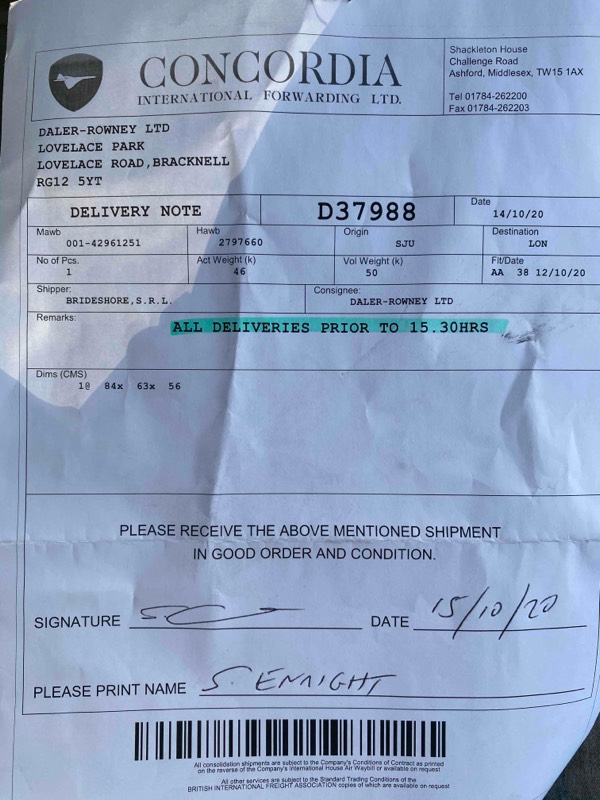 CONCORDIA
INTERNATIONAL FORWARDING LTD.
Shackleton House
Challenge Road
Ashford, Middlesex, TW15 1AX
Tel 01784-262200
Fax 01784-262203
DALER-ROWNEY LTD
LOVELACE PARK
LOVELACE ROAD, BRACKNELL
RG12 5YT
DELIVERY NOTE D37988 Date 14/10/20
Mawb Hawb Origin Destination
001-42961251 2797660 SJU LON
No of Pcs. Act Weight (k) Vol Weight (k) Flt/Date
1 46 50 AA 38 12/10/20
Shipper: Consignee:
BRIDESHORE,S.R.L. DALER-ROWNEY LTD
Remarks:
ALL DELIVERIES PRIOR TO 15.30HRS
Dims (CMS)
1@ 84x 63x 56
PLEASE RECEIVE THE ABOVE MENTIONED SHIPMENT
IN GOOD ORDER AND CONDITION.
SIGNATURE DATE 15/10/20
PLEASE PRINT NAME S. ENRIGHT
All consolidation shipments are subject to the Company's Conditions of Contract as printed
on the reverse of the Company's International House Air Waybill or available on request
All other services are subject to the Standard Trading Conditions of the
BRITISH INTERNATIONAL FREIGHT ASSOCIATION copies of which are available on request